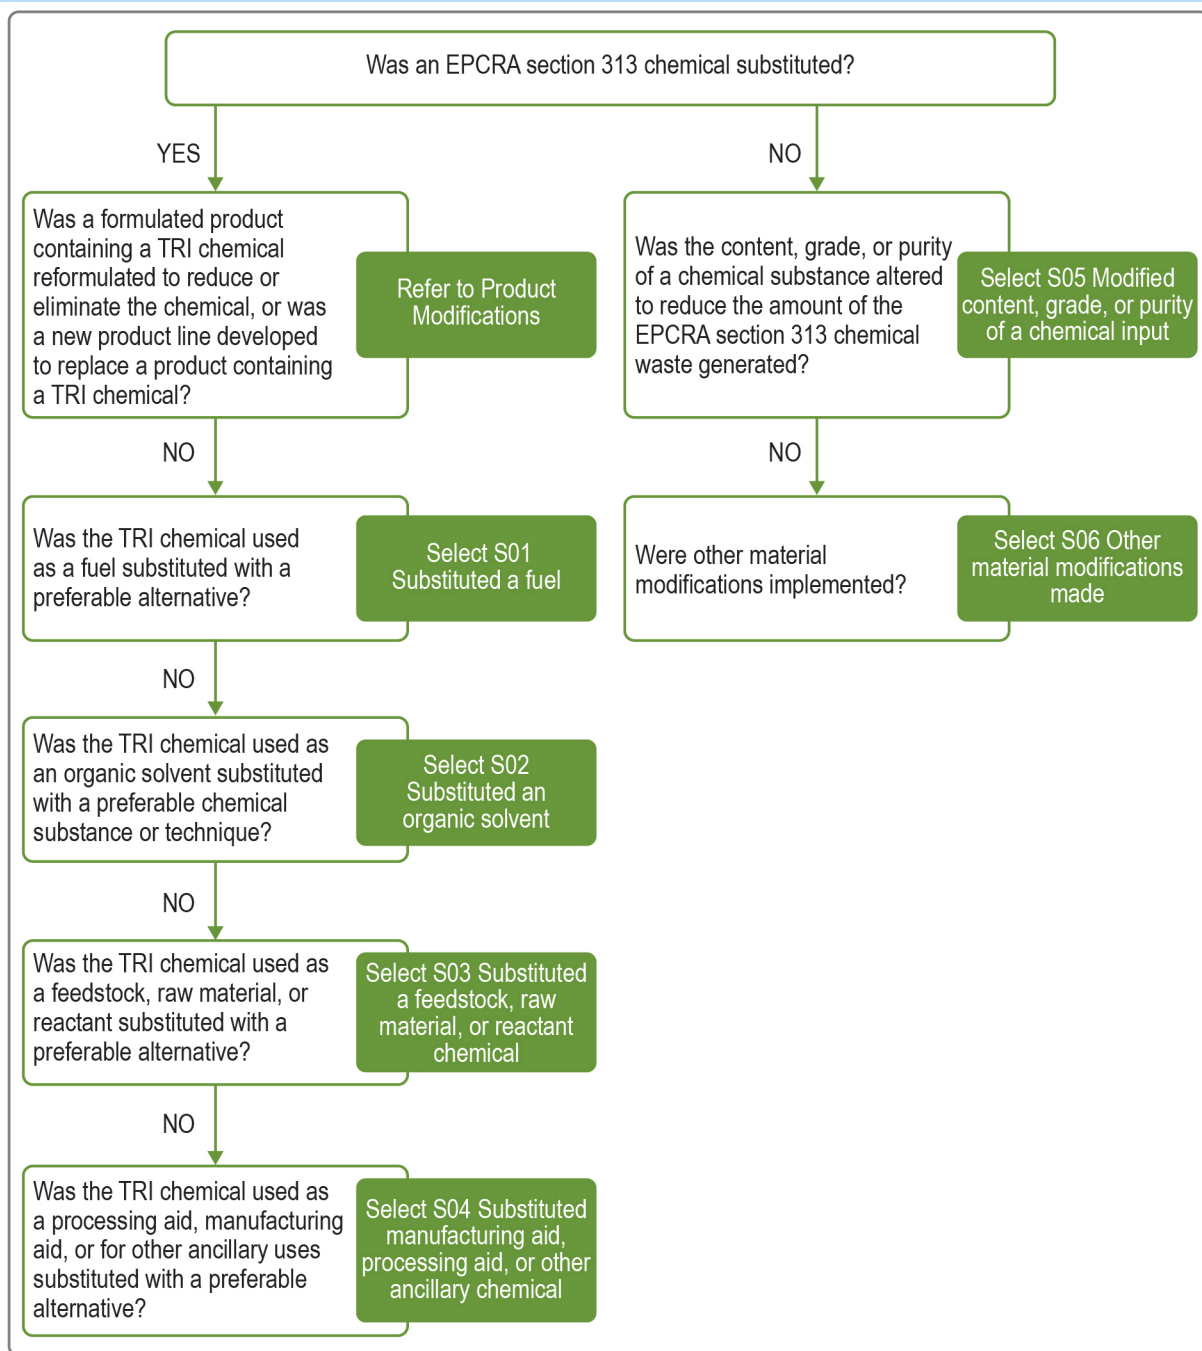 Was an EPCRA section 313 chemical substituted?
YES
NO
Was a formulated product
containing a TRI chemical
reformulated to reduce or
eliminate the chemical, or was
a new product line developed
to replace a product containing
a TRI chemical?
Refer to Product
Modifications
Was the content, grade, or purity
of a chemical substance altered
to reduce the amount of the
EPCRA section 313 chemical
waste generated?
Select S05 Modified
content, grade, or purity
of a chemical input
NO
NO
Was the TRI chemical used
as a fuel substituted with a
preferable alternative?
Select S01
Substituted a fuel
Were other material
modifications implemented?
Select S06 Other
material modifications
made
NO
Was the TRI chemical used as
an organic solvent substituted
with a preferable chemical
substance or technique?
Select S02
Substituted an
organic solvent
NO
Was the TRI chemical used as
a feedstock, raw material, or
reactant substituted with a
preferable alternative?
Select S03 Substituted
a feedstock, raw
material, or reactant
chemical
NO
Was the TRI chemical used as
a processing aid, manufacturing
aid, or for other ancillary uses
substituted with a preferable
alternative?
Select S04 Substituted
manufacturing aid,
processing aid, or other
ancillary chemical